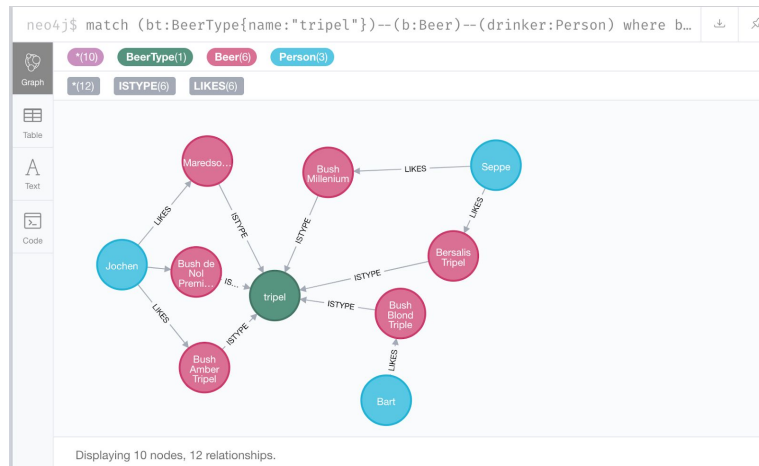 neo4j$ match (bt:BeerType{name:"tripel"})--(b:Beer)--(drinker:Person) where b…
Graph
*(10) BeerType(1) Beer(6) Person(3)
*(12) ISTYPE(6) LIKES(6)
Table
Text
Code
Maredso…
Bush
Millenium
LIKES
Seppe
LIKES
ISTYPE
ISTYPE
LIKES
Jochen
Bush de
Nol
Premi…
IS…
tripel
ISTYPE
Bersalis
Tripel
ISTYPE
Bush
Blond
Triple
LIKES
ISTYPE
Bush
Amber
Tripel
LIKES
Bart
Displaying 10 nodes, 12 relationships.